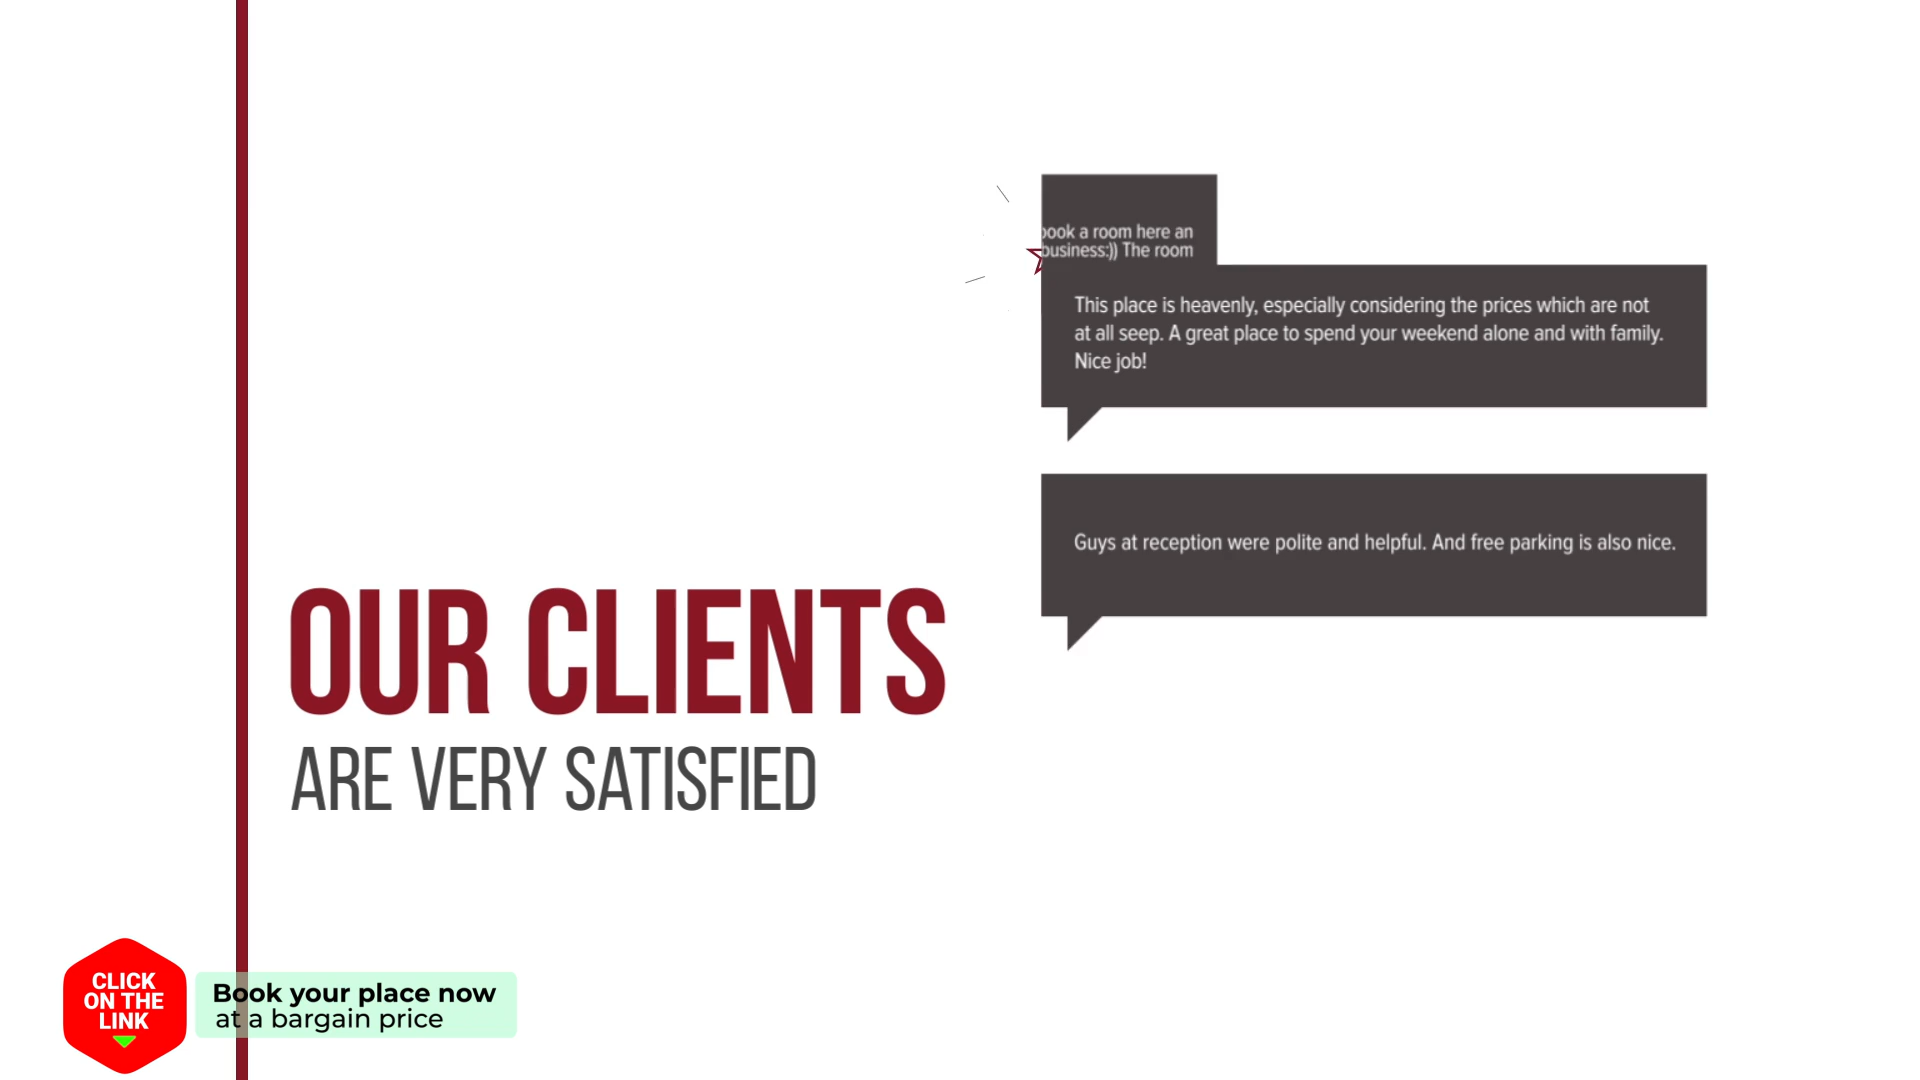 a room here an
business:)) The room
This place is heavenly, especially considering the prices which are not
at all seep. A great place to spend your weekend alone and with family.
Nice job!
Guys at reception were polite and helpful. And free parking is also nice.
OUR CLIENTS
ARE VERY SATISFIED
CLICK
ON THE
LINK
Book your place now
at a bargain price